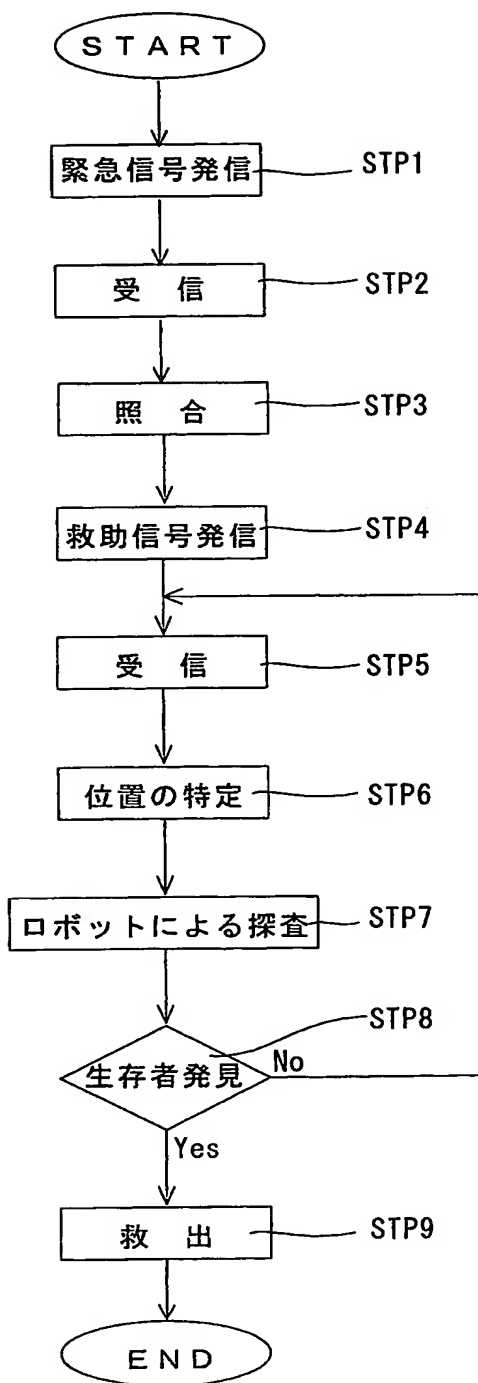 START
緊急信号発信 STP1
受 信 STP2
照 合 STP3
救助信号発信 STP4
受 信 STP5
位置の特定 STP6
ロボットによる探査 STP7
STP8
生存者発見 No
Yes
救 出 STP9
END